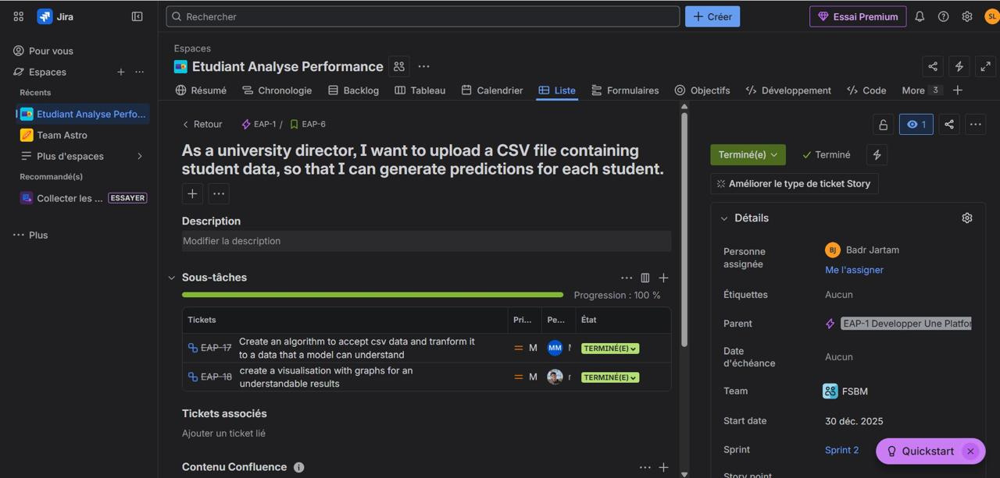 Jira
Rechercher
Créer
Essai Premium
SL
Pour vous
Espaces
Récents
Etudiant Analyse Perfo...
Team Astro
Plus d'espaces
Recommandé(s)
Collecter les ... ESSAYER
Plus
Espaces
Etudiant Analyse Performance
Résumé Chronologie Backlog Tableau Calendrier Liste Formulaires Objectifs Développement Code More 3
Retour EAP-1 / EAP-6
As a university director, I want to upload a CSV file containing
student data, so that I can generate predictions for each student.
Description
Modifier la description
Sous-tâches
Progression : 100 %
Tickets Pri... Pe... État
EAP-17 Create an algorithm to accept csv data and tranform it
to a data that a model can understand
M MM TERMINÉ(E)
EAP-18 create a visualisation with graphs for an
understandable results
M TERMINÉ(E)
Tickets associés
Ajouter un ticket lié
Contenu Confluence
1
Terminé(e) Terminé
Améliorer le type de ticket Story
Détails
Personne
assignée
BJ Badr Jartam
Me l'assigner
Étiquettes Aucun
Parent EAP-1 Developper Une Platfor
Date
d'échéance
Aucun
Team FSBM
Start date 30 déc. 2025
Sprint Sprint 2
Quickstart
Story point